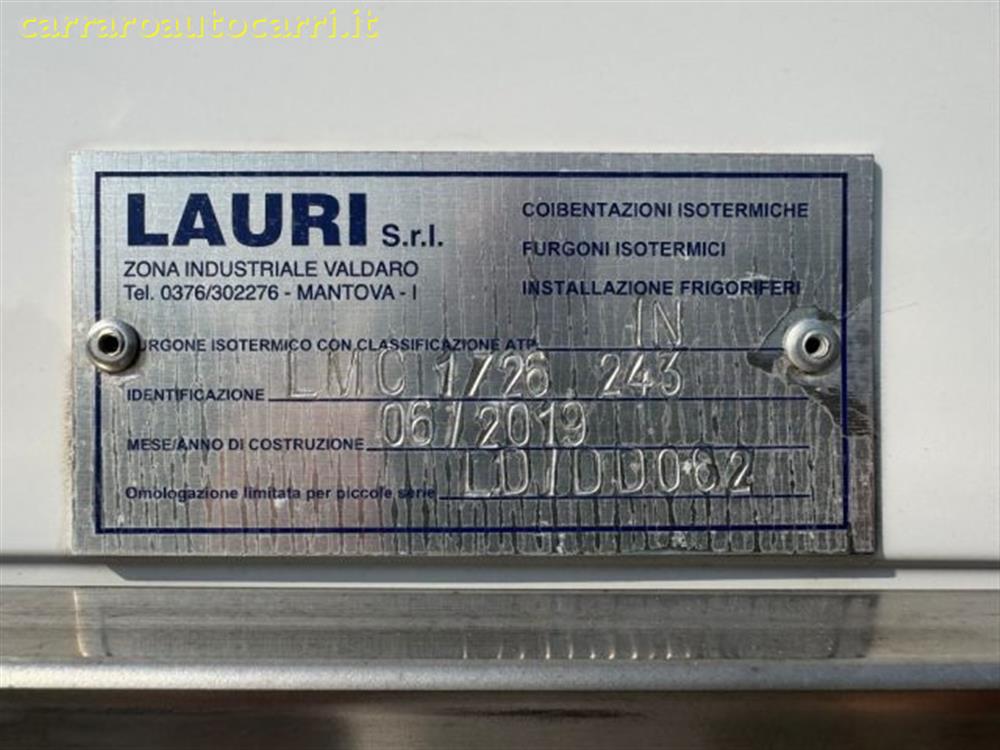 carraroautocarri.it
LAURI S.r.l.
ZONA INDUSTRIALE VALDARO
Tel. 0376/302276 - MANTOVA - I
COIBENTAZIONI ISOTERMICHE
FURGONI ISOTERMICI
INSTALLAZIONE FRIGORIFERI
FURGONE ISOTERMICO CON CLASSIFICAZIONE ATP IN
IDENTIFICAZIONE LMC 1/26 243
MESE/ANNO DI COSTRUZIONE 06/2019
Omologazione limitata per piccole serie LD/DD062